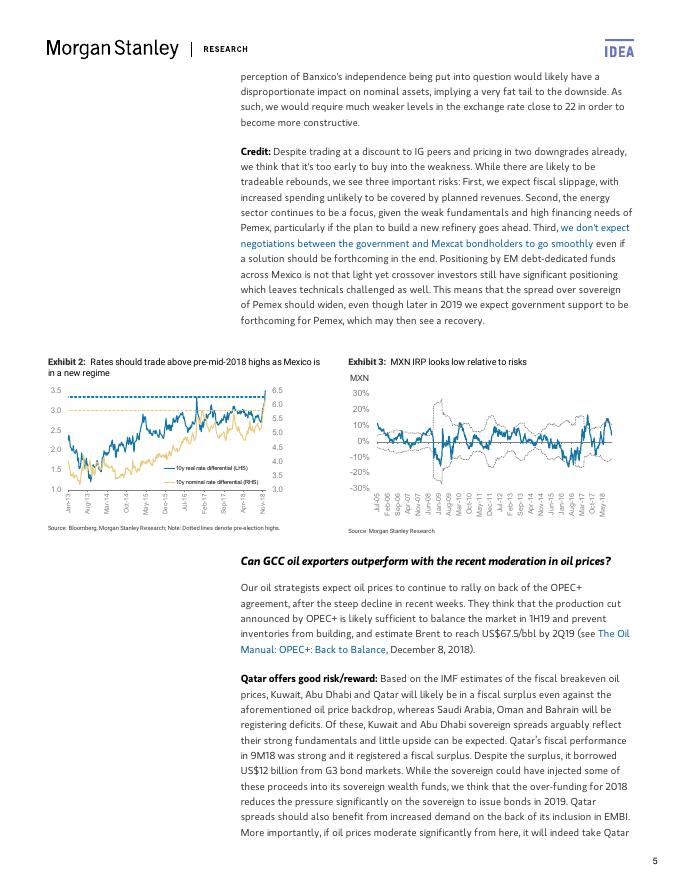 Morgan Stanley | RESEARCH
IDEA
perception of Banxico's independence being put into question would likely have a
disproportionate impact on nominal assets, implying a very fat tail to the downside. As
such, we would require much weaker levels in the exchange rate close to 22 in order to
become more constructive.
Credit: Despite trading at a discount to IG peers and pricing in two downgrades already,
we think that it's too early to buy into the weakness. While there are likely to be
tradeable rebounds, we see three important risks: First, we expect fiscal slippage, with
increased spending unlikely to be covered by planned revenues. Second, the energy
sector continues to be a focus, given the weak fundamentals and high financing needs of
Pemex, particularly if the plan to build a new refinery goes ahead. Third, we don't expect
negotiations between the government and Mexcat bondholders to go smoothly even if
a solution should be forthcoming in the end. Positioning by EM debt-dedicated funds
across Mexico is not that light yet crossover investors still have significant positioning
which leaves technicals challenged as well. This means that the spread over sovereign
of Pemex should widen, even though later in 2019 we expect government support to be
forthcoming for Pemex, which may then see a recovery.
Exhibit 2: Rates should trade above pre-mid-2018 highs as Mexico is
in a new regime
3.5
3.0
2.5
2.0
1.5
1.0
6.5
6.0
5.5
5.0
4.5
4.0
3.5
3.0
10y real rate differential (LHS)
10y nominal rate differential (RHS)
Jan-13
Aug-13
Mar-14
Oct-14
May-15
Dec-15
Jul-16
Feb-17
Sep-17
Apr-18
Nov-18
Source: Bloomberg, Morgan Stanley Research; Note: Dotted lines denote pre-election highs.
Exhibit 3: MXN IRP looks low relative to risks
MXN
30%
20%
10%
0%
-10%
-20%
-30%
Jul-05
Feb-06
Sep-06
Apr-07
Nov-07
Jun-08
Jan-09
Aug-09
Mar-10
Oct-10
May-11
Dec-11
Jul-12
Feb-13
Sep-13
Apr-14
Nov-14
Jun-15
Jan-16
Aug-16
Mar-17
Oct-17
May-18
Source: Morgan Stanley Research
Can GCC oil exporters outperform with the recent moderation in oil prices?
Our oil strategists expect oil prices to continue to rally on back of the OPEC+
agreement, after the steep decline in recent weeks. They think that the production cut
announced by OPEC+ is likely sufficient to balance the market in 1H19 and prevent
inventories from building, and estimate Brent to reach US$67.5/bbl by 2Q19 (see The Oil
Manual: OPEC+: Back to Balance, December 8, 2018).
Qatar offers good risk/reward: Based on the IMF estimates of the fiscal breakeven oil
prices, Kuwait, Abu Dhabi and Qatar will likely be in a fiscal surplus even against the
aforementioned oil price backdrop, whereas Saudi Arabia, Oman and Bahrain will be
registering deficits. Of these, Kuwait and Abu Dhabi sovereign spreads arguably reflect
their strong fundamentals and little upside can be expected. Qatar's fiscal performance
in 9M18 was strong and it registered a fiscal surplus. Despite the surplus, it borrowed
US$12 billion from G3 bond markets. While the sovereign could have injected some of
these proceeds into its sovereign wealth funds, we think that the over-funding for 2018
reduces the pressure significantly on the sovereign to issue bonds in 2019. Qatar
spreads should also benefit from increased demand on the back of its inclusion in EMBI.
More importantly, if oil prices moderate significantly from here, it will indeed take Qatar
5